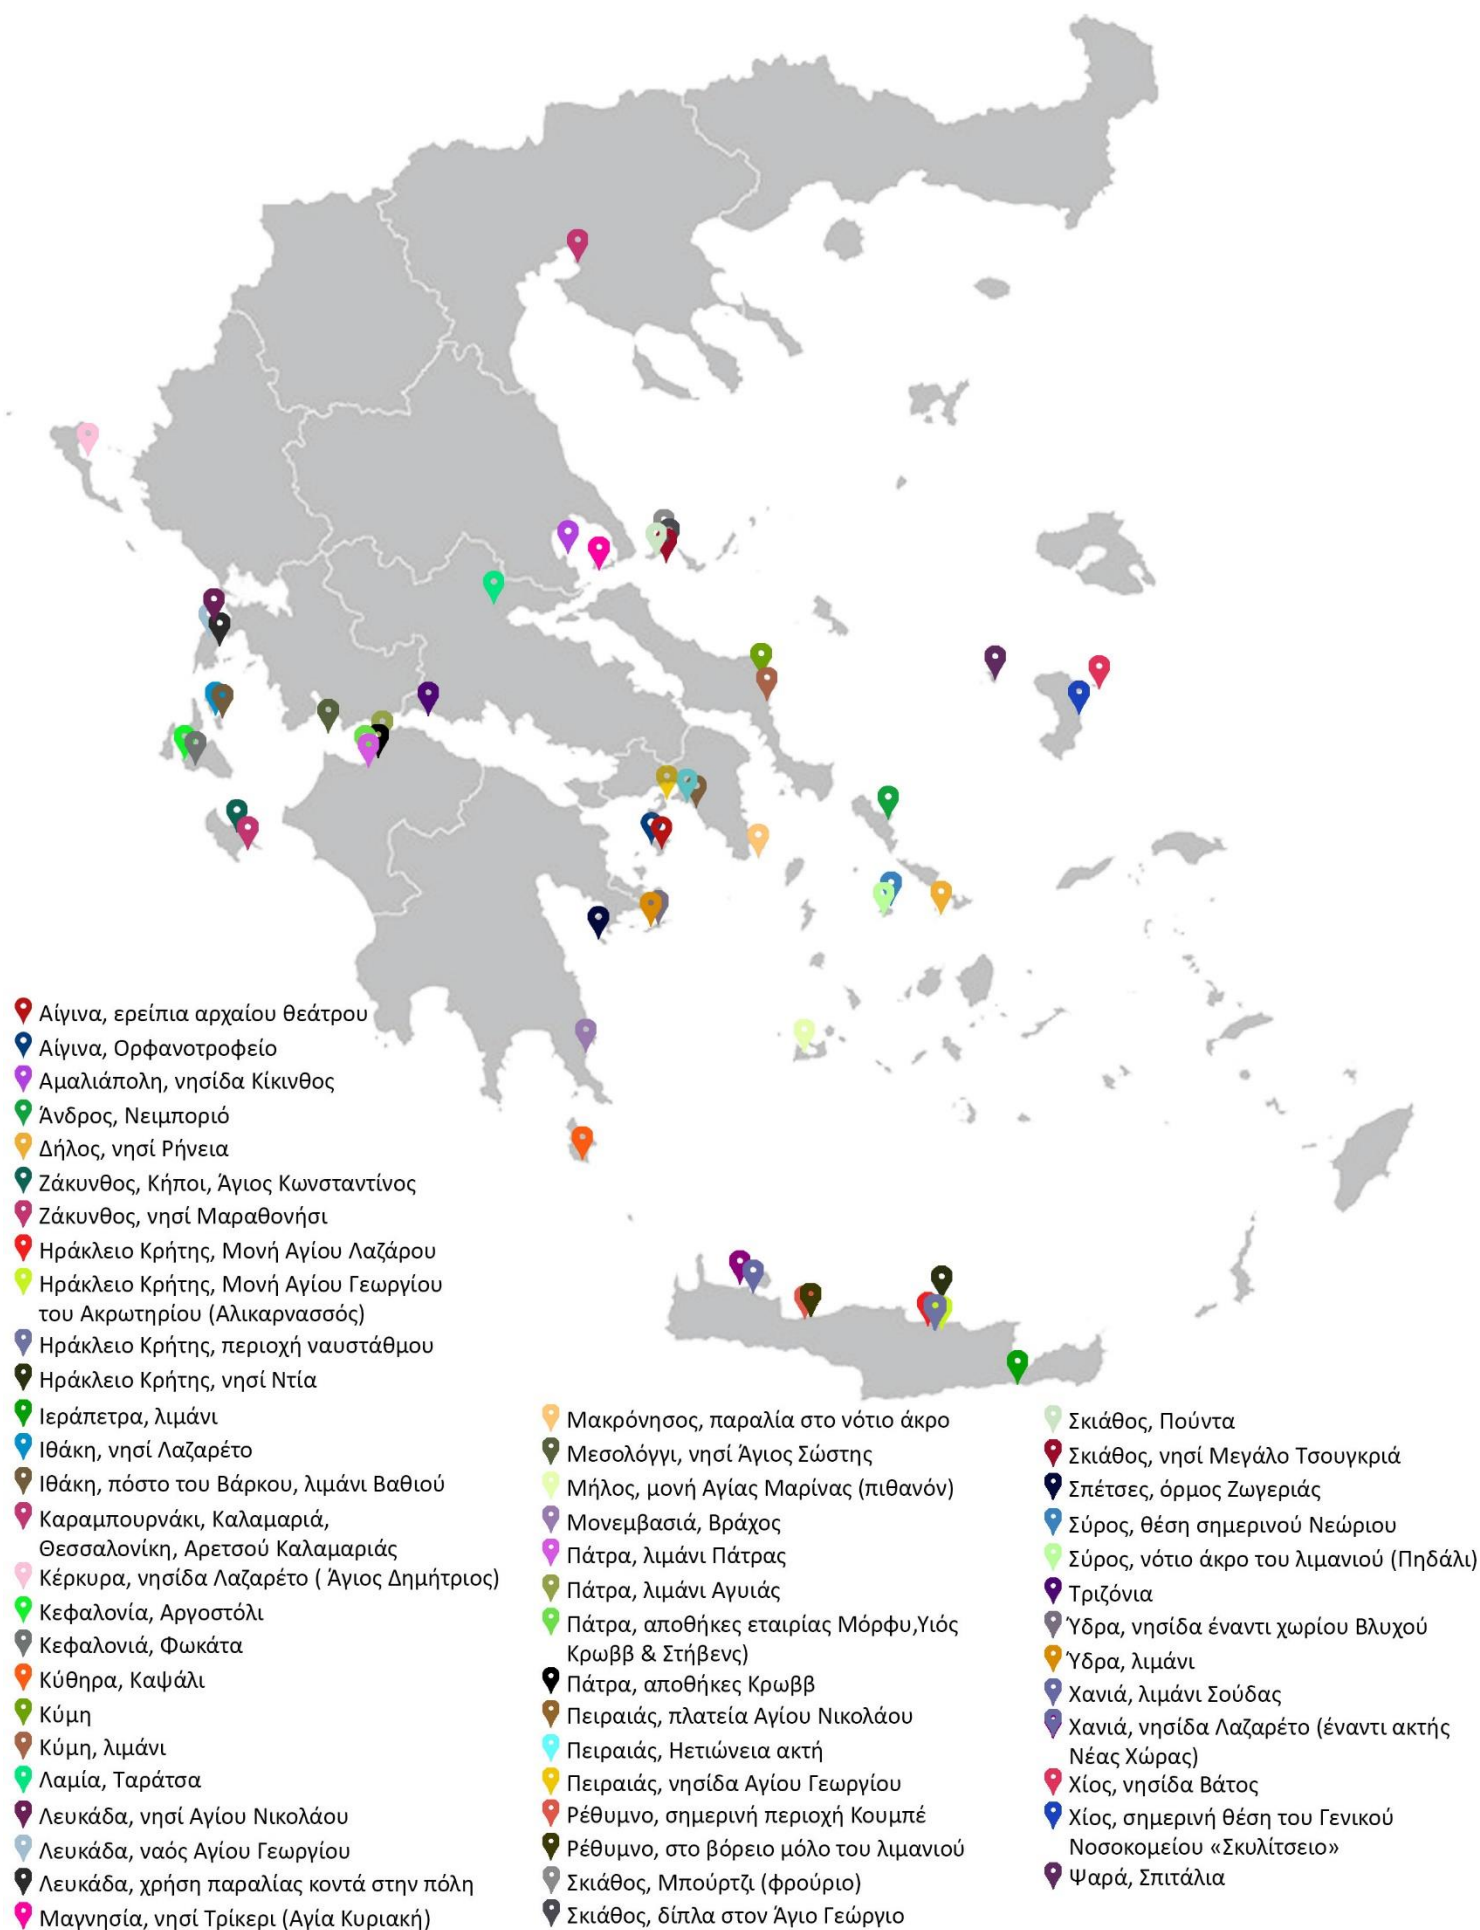 Αίγινα, ερείπια αρχαίου θεάτρου
Αίγινα, Ορφανοτροφείο
Αμαλιάπολη, νησίδα Κίκινθος
Άνδρος, Νειμποριό
Δήλος, νησί Ρήνεια
Ζάκυνθος, Κήποι, Άγιος Κωνσταντίνος
Ζάκυνθος, νησί Μαραθονήσι
Ηράκλειο Κρήτης, Μονή Αγίου Λαζάρου
Ηράκλειο Κρήτης, Μονή Αγίου Γεωργίου
του Ακρωτηρίου (Αλικαρνασσός)
Ηράκλειο Κρήτης, περιοχή ναυστάθμου
Ηράκλειο Κρήτης, νησί Ντία
Ιεράπετρα, λιμάνι
Ιθάκη, νησί Λαζαρέτο
Ιθάκη, πόστο του Βάρκου, λιμάνι Βαθιού
Καραμπουρνάκι, Καλαμαριά,
Θεσσαλονίκη, Αρετσού Καλαμαριάς
Κέρκυρα, νησίδα Λαζαρέτο ( Άγιος Δημήτριος)
Κεφαλονία, Αργοστόλι
Κεφαλονιά, Φωκάτα
Κύθηρα, Καψάλι
Κύμη
Κύμη, λιμάνι
Λαμία, Ταράτσα
Λευκάδα, νησί Αγίου Νικολάου
Λευκάδα, ναός Αγίου Γεωργίου
Λευκάδα, χρήση παραλίας κοντά στην πόλη
Μαγνησία, νησί Τρίκερι (Αγία Κυριακή)
Μακρόνησος, παραλία στο νότιο άκρο
Μεσολόγγι, νησί Άγιος Σώστης
Μήλος, μονή Αγίας Μαρίνας (πιθανόν)
Μονεμβασιά, Βράχος
Πάτρα, λιμάνι Πάτρας
Πάτρα, λιμάνι Αγυιάς
Πάτρα, αποθήκες εταιρίας Μόρφυ,Υιός
Κρωββ & Στήβενς)
Πάτρα, αποθήκες Κρωββ
Πειραιάς, πλατεία Αγίου Νικολάου
Πειραιάς, Ηετιώνεια ακτή
Πειραιάς, νησίδα Αγίου Γεωργίου
Ρέθυμνο, σημερινή περιοχή Κουμπέ
Ρέθυμνο, στο βόρειο μόλο του λιμανιού
Σκιάθος, Μπούρτζι (φρούριο)
Σκιάθος, δίπλα στον Άγιο Γεώργιο
Σκιάθος, Πούντα
Σκιάθος, νησί Μεγάλο Τσουγκριά
Σπέτσες, όρμος Ζωγεριάς
Σύρος, θέση σημερινού Νεώριου
Σύρος, νότιο άκρο του λιμανιού (Πηδάλι)
Τριζόνια
Ύδρα, νησίδα έναντι χωρίου Βλυχού
Ύδρα, λιμάνι
Χανιά, λιμάνι Σούδας
Χανιά, νησίδα Λαζαρέτο (έναντι ακτής
Νέας Χώρας)
Χίος, νησίδα Βάτος
Χίος, σημερινή θέση του Γενικού
Νοσοκομείου «Σκυλίτσειο»
Ψαρά, Σπιτάλια